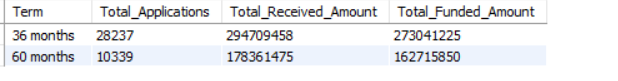 Term Total_Applications Total_Received_Amount Total_Funded_Amount
36 months 28237 294709458 273041225
60 months 10339 178361475 162715850